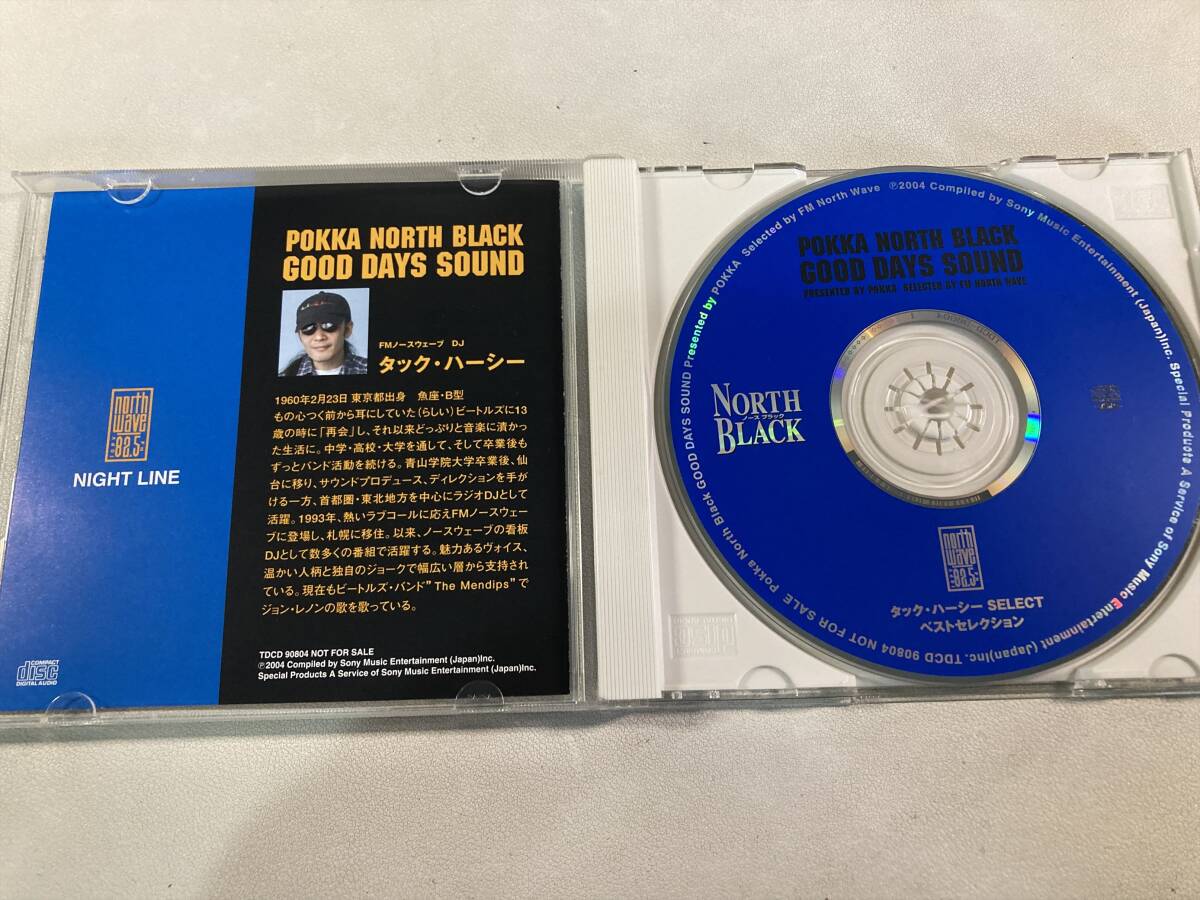 POKKA NORTH BLACK
GOOD DAYS SOUND
FMノースウェーブ DJ
タック・ハーシー
1960年2月23日 東京都出身 魚座・B型
もの心つく前から耳にしていた(らしい)ビートルズに13
歳の時に「再会」し、それ以来どっぷりと音楽に漬かっ
た生活に。中学・高校・大学を通して、そして卒業後も
ずっとバンド活動を続ける。青山学院大学卒業後、仙
台に移り、サウンドプロデュース、ディレクションを手が
ける一方、首都圏・東北地方を中心にラジオDJとして
活躍。1993年、熱いラブコールに応えFMノースウェー
ブに登場し、札幌に移住。以来、ノースウェーブの看板
DJとして数多くの番組で活躍する。魅力あるヴォイス、
温かい人柄と独自のジョークで幅広い層から支持されて
いる。現在もビートルズ・バンド"The Mendips"で
ジョン・レノンの歌を歌っている。
TDCD 90804 NOT FOR SALE
℗2004 Compiled by Sony Music Entertainment (Japan)Inc.
Special Products A Service of Sony Music Entertainment (Japan)Inc.
north
wave
82.5
NIGHT LINE
COMPACT
disc
DIGITAL AUDIO
POKKA NORTH BLACK
GOOD DAYS SOUND
PRESENTED BY POKKA SELECTED BY FM NORTH WAVE
NORTH
ノース ブラック
BLACK
north
wave
82.5
タック・ハーシー SELECT
ベストセレクション
Pokka North Black GOOD DAYS SOUND Presented by POKKA Selected by FM North Wave ℗2004 Compiled by Sony Music Entertainment (Japan)Inc. Special Products A Service of Sony Music Entertainment (Japan)Inc. TDCD 90804 NOT FOR SALE